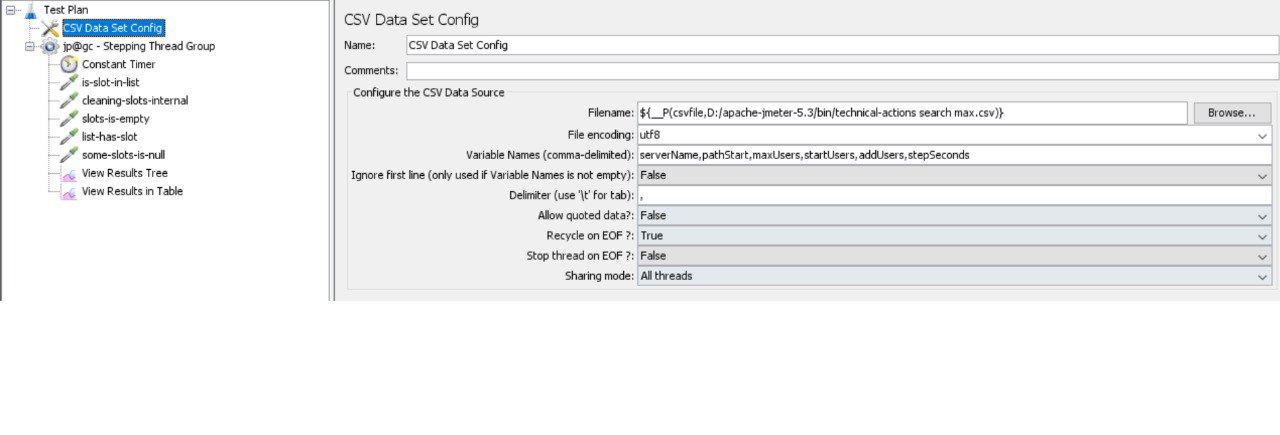 Test Plan
CSV Data Set Config
jp@gc - Stepping Thread Group
Constant Timer
is-slot-in-list
cleaning-slots-internal
slots-is-empty
list-has-slot
some-slots-is-null
View Results Tree
View Results in Table
CSV Data Set Config
Name: CSV Data Set Config
Comments:
Configure the CSV Data Source
Filename: ${__P(csvfile,D:/apache-jmeter-5.3/bin/technical-actions search max.csv)} Browse...
File encoding: utf8
Variable Names (comma-delimited): serverName,pathStart,maxUsers,startUsers,addUsers,stepSeconds
Ignore first line (only used if Variable Names is not empty): False
Delimiter (use '\t' for tab): ,
Allow quoted data?: False
Recycle on EOF ?: True
Stop thread on EOF ?: False
Sharing mode: All threads